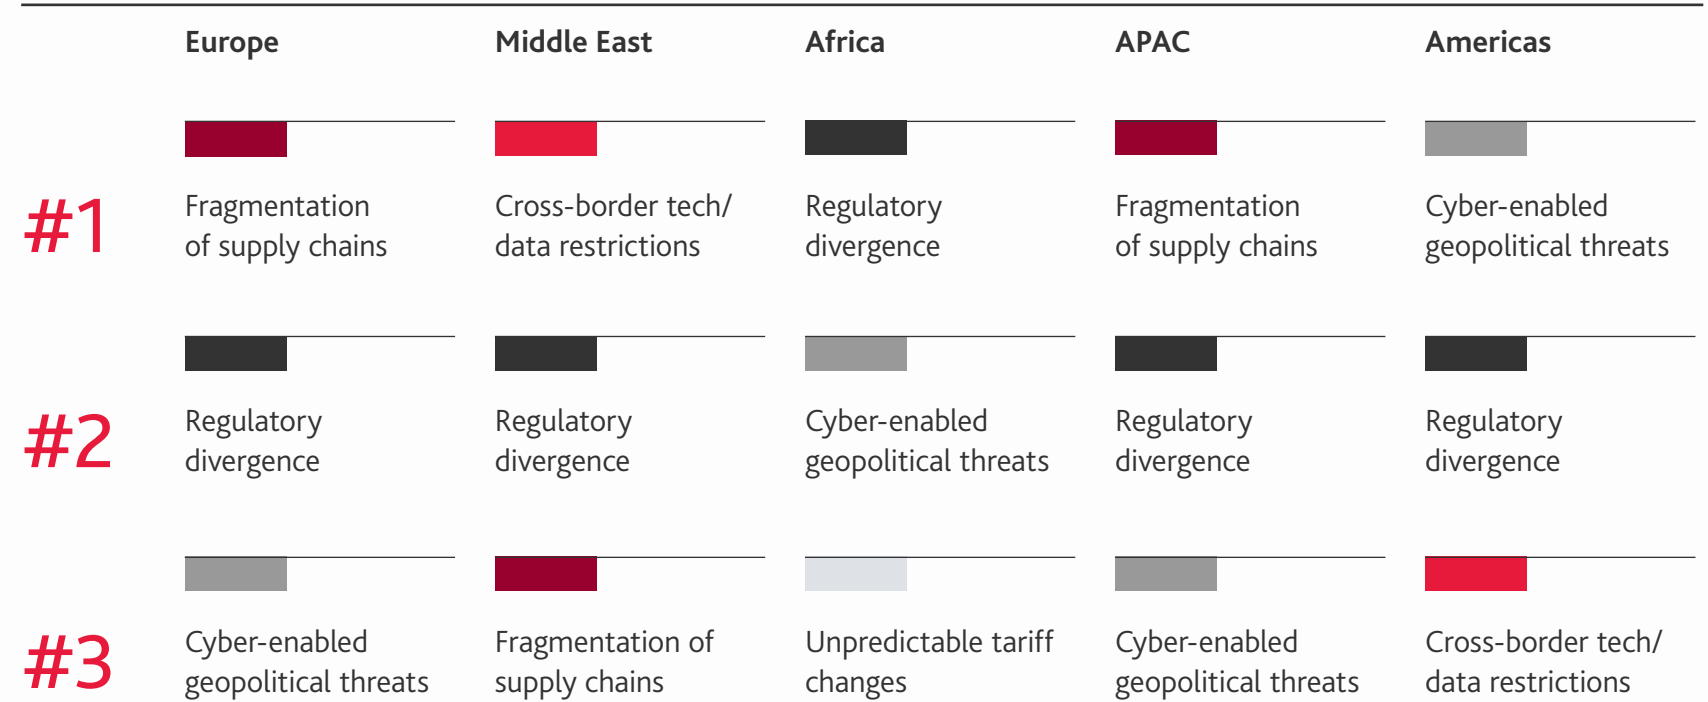 Europe
Middle East
Africa
APAC
Americas
#1
Fragmentation
of supply chains
Cross-border tech/
data restrictions
Regulatory
divergence
Fragmentation
of supply chains
Cyber-enabled
geopolitical threats
#2
Regulatory
divergence
Regulatory
divergence
Cyber-enabled
geopolitical threats
Regulatory
divergence
Regulatory
divergence
#3
Cyber-enabled
geopolitical threats
Fragmentation of
supply chains
Unpredictable tariff
changes
Cyber-enabled
geopolitical threats
Cross-border tech/
data restrictions